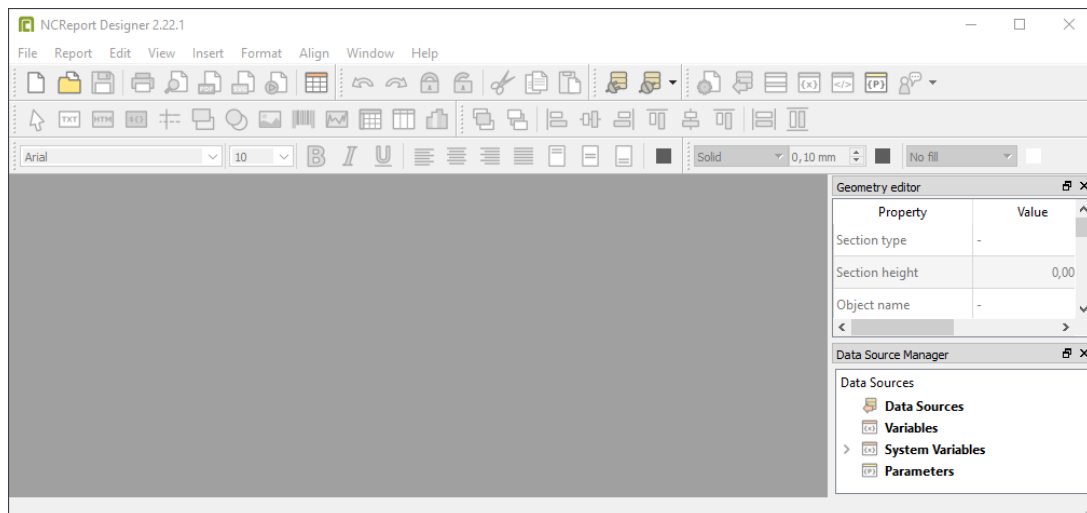 NCReport Designer 2.22.1
File Report Edit View Insert Format Align Window Help
TXT HTM ${}
Arial 10 B I U Solid 0,10 mm No fill
Geometry editor
Property Value
Section type -
Section height 0,00
Object name -
Data Source Manager
Data Sources
Data Sources
Variables
System Variables
Parameters